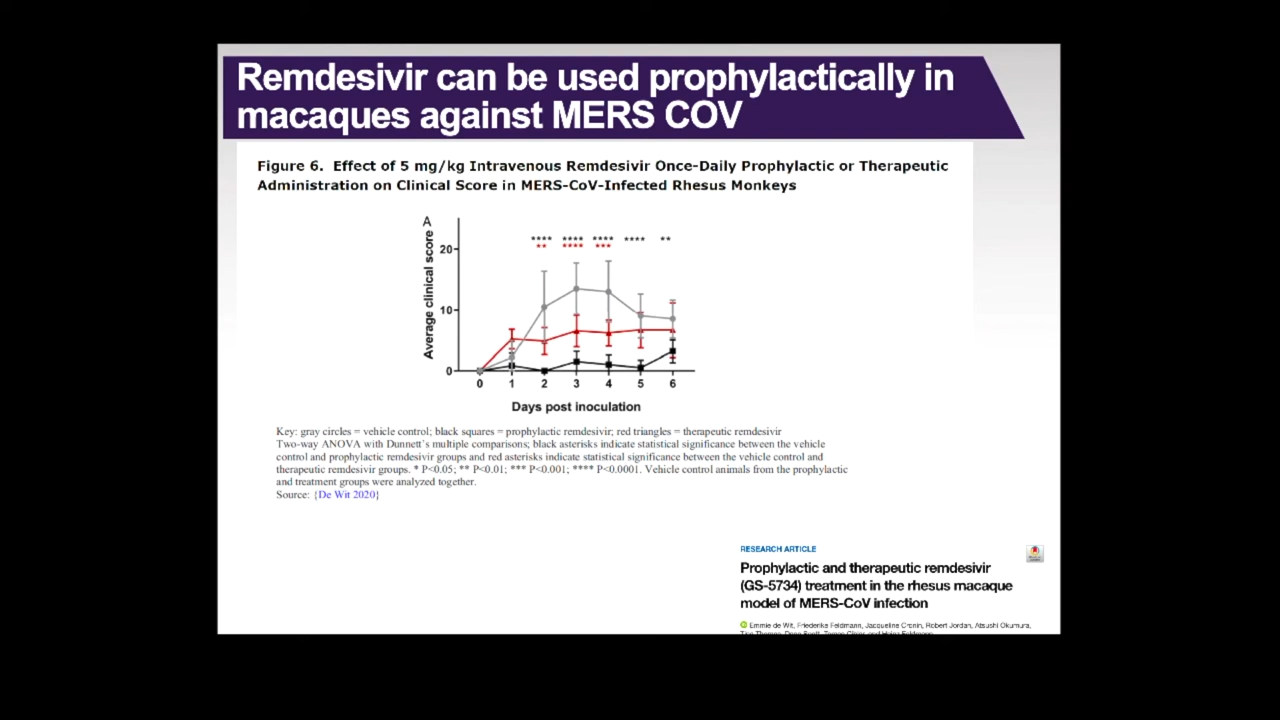 Remdesivir can be used prophylactically in
macaques against MERS COV
Figure 6. Effect of 5 mg/kg Intravenous Remdesivir Once-Daily Prophylactic or Therapeutic
Administration on Clinical Score in MERS-CoV-Infected Rhesus Monkeys
A
**** **** **** **** **
** **** ***
Average clinical score
20
10
0
0 1 2 3 4 5 6
Days post inoculation
Key: gray circles = vehicle control; black squares = prophylactic remdesivir; red triangles = therapeutic remdesivir
Two-way ANOVA with Dunnett's multiple comparisons; black asterisks indicate statistical significance between the vehicle
control and prophylactic remdesivir groups and red asterisks indicate statistical significance between the vehicle control and
therapeutic remdesivir groups. * P<0.05; ** P<0.01; *** P<0.001; **** P<0.0001. Vehicle control animals from the prophylactic
and treatment groups were analyzed together.
Source: {De Wit 2020}
RESEARCH ARTICLE
Prophylactic and therapeutic remdesivir
(GS-5734) treatment in the rhesus macaque
model of MERS-CoV infection
Emmie de Wit, Friederike Feldmann, Jacqueline Cronin, Robert Jordan, Atsushi Okumura,